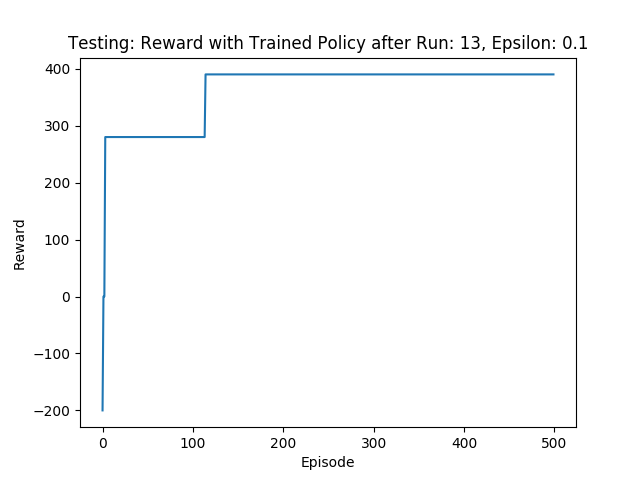 Testing: Reward with Trained Policy after Run: 13, Epsilon: 0.1
400
300
200
100
0
−100
−200
Reward
0 100 200 300 400 500
Episode